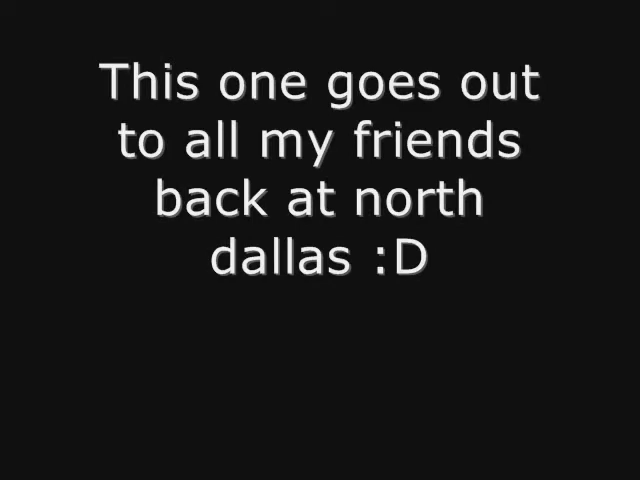 This one goes out
to all my friends
back at north
dallas :D